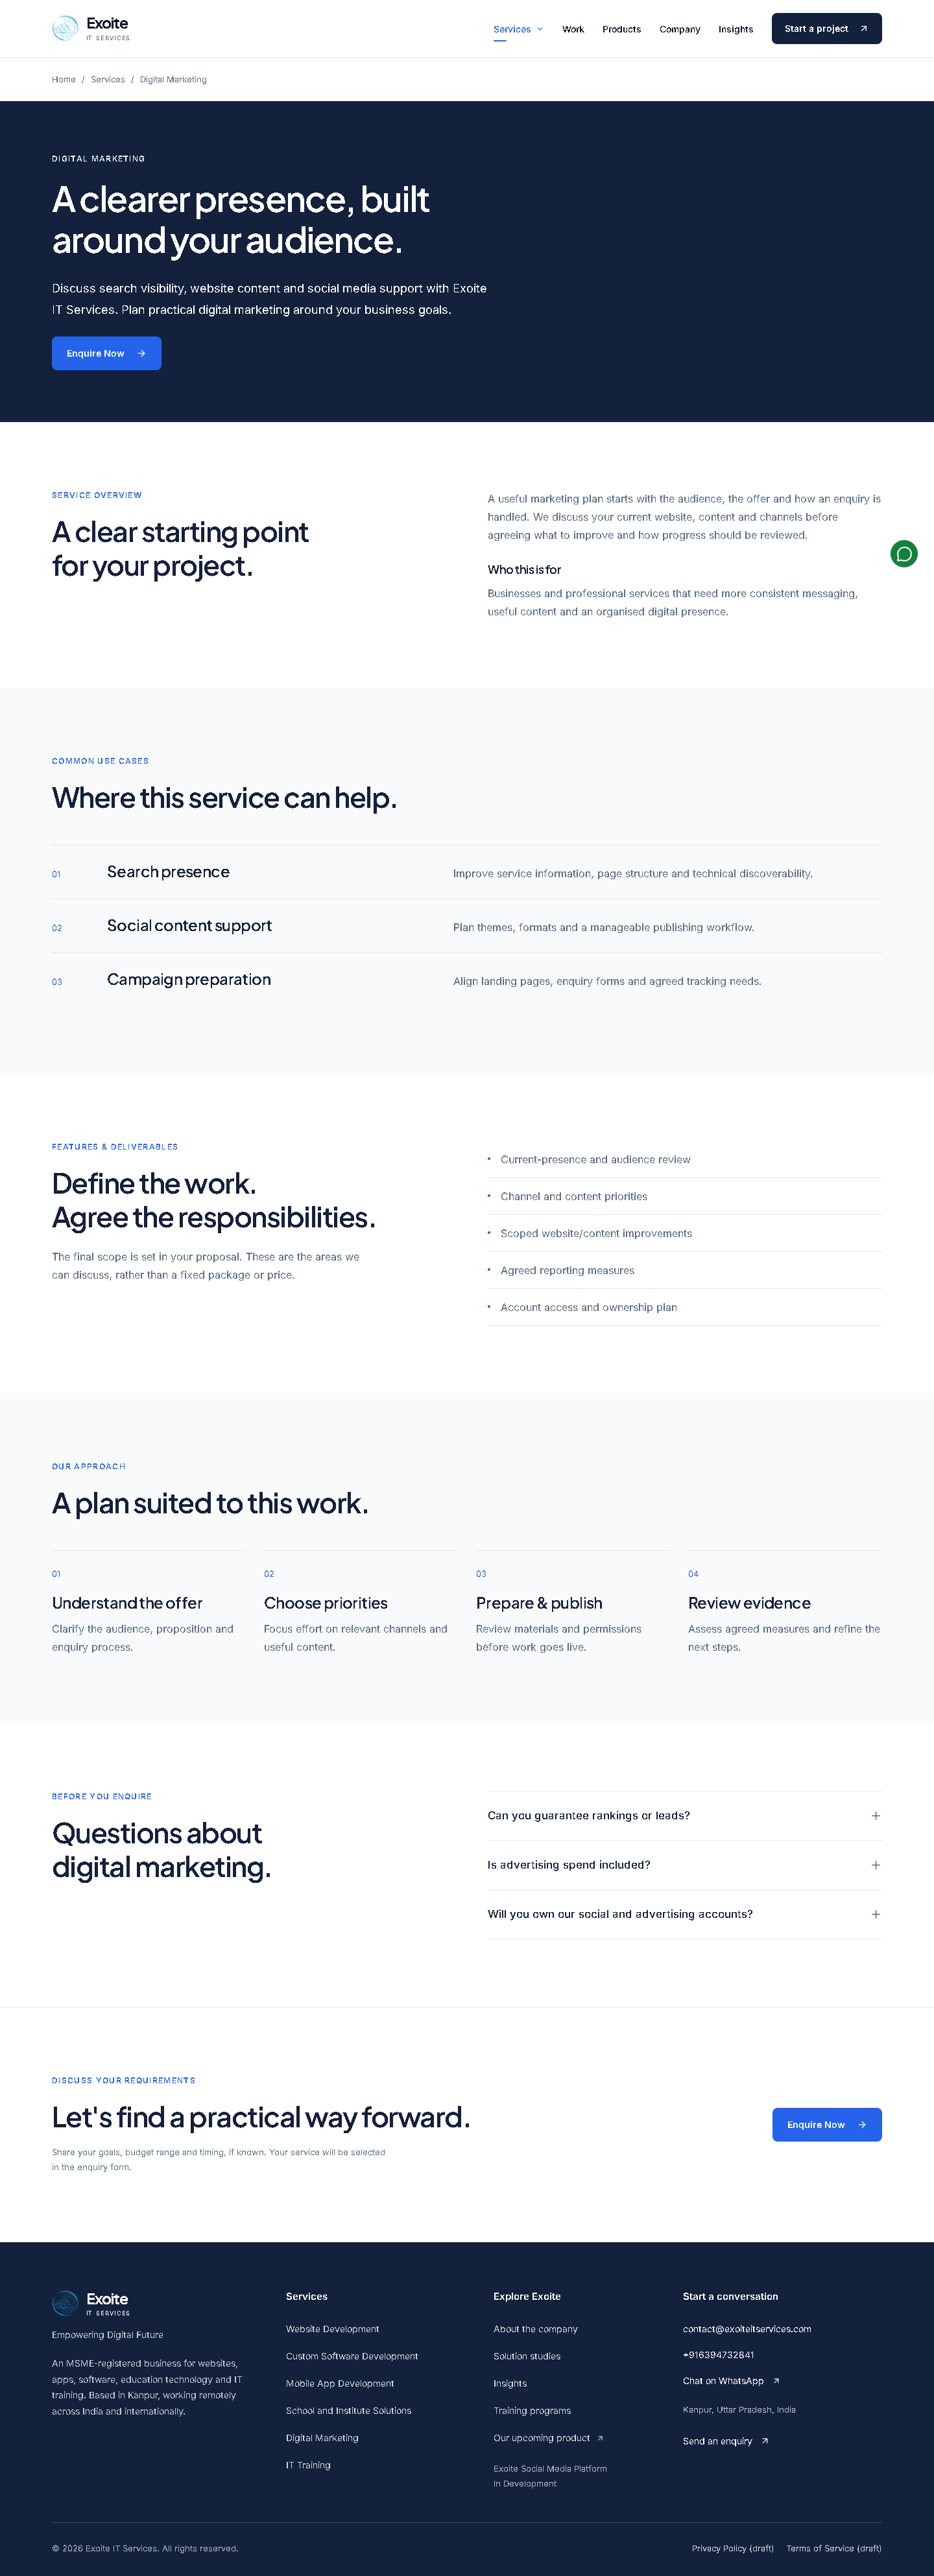 Exoite
IT SERVICES
Services
Work
Products
Company
Insights
Start a project
Home / Services / Digital Marketing
DIGITAL MARKETING
A clearer presence, built
around your audience.
Discuss search visibility, website content and social media support with Exoite
IT Services. Plan practical digital marketing around your business goals.
Enquire Now
SERVICE OVERVIEW
A clear starting point
for your project.
A useful marketing plan starts with the audience, the offer and how an enquiry is
handled. We discuss your current website, content and channels before
agreeing what to improve and how progress should be reviewed.
Who this is for
Businesses and professional services that need more consistent messaging,
useful content and an organised digital presence.
COMMON USE CASES
Where this service can help.
01 Search presence Improve service information, page structure and technical discoverability.
02 Social content support Plan themes, formats and a manageable publishing workflow.
03 Campaign preparation Align landing pages, enquiry forms and agreed tracking needs.
FEATURES & DELIVERABLES
Define the work.
Agree the responsibilities.
The final scope is set in your proposal. These are the areas we
can discuss, rather than a fixed package or price.
Current-presence and audience review
Channel and content priorities
Scoped website/content improvements
Agreed reporting measures
Account access and ownership plan
OUR APPROACH
A plan suited to this work.
01
Understand the offer
Clarify the audience, proposition and
enquiry process.
02
Choose priorities
Focus effort on relevant channels and
useful content.
03
Prepare & publish
Review materials and permissions
before work goes live.
04
Review evidence
Assess agreed measures and refine the
next steps.
BEFORE YOU ENQUIRE
Questions about
digital marketing.
Can you guarantee rankings or leads?
Is advertising spend included?
Will you own our social and advertising accounts?
DISCUSS YOUR REQUIREMENTS
Let's find a practical way forward.
Share your goals, budget range and timing, if known. Your service will be selected
in the enquiry form.
Enquire Now
Exoite
IT SERVICES
Empowering Digital Future
An MSME-registered business for websites,
apps, software, education technology and IT
training. Based in Kanpur, working remotely
across India and internationally.
Services
Website Development
Custom Software Development
Mobile App Development
School and Institute Solutions
Digital Marketing
IT Training
Explore Exoite
About the company
Solution studies
Insights
Training programs
Our upcoming product
Exoite Social Media Platform
In Development
Start a conversation
contact@exoiteitservices.com
+916394732841
Chat on WhatsApp
Kanpur, Uttar Pradesh, India
Send an enquiry
© 2026 Exoite IT Services. All rights reserved.
Privacy Policy (draft)
Terms of Service (draft)